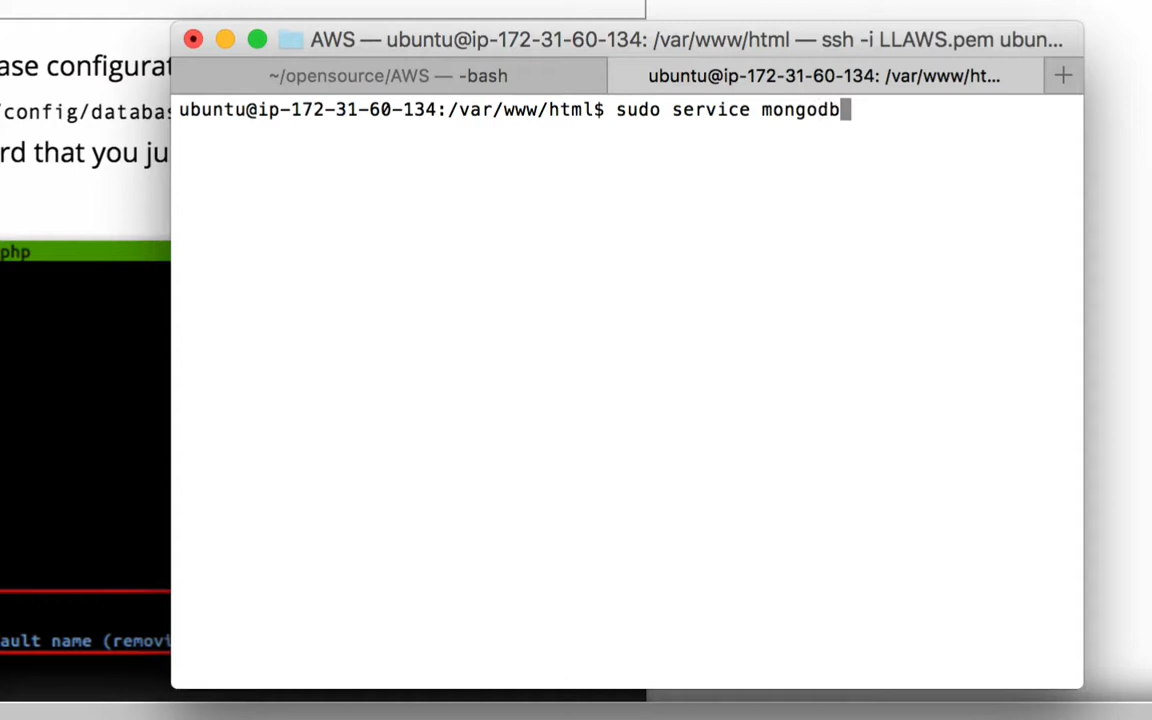 AWS — ubuntu@ip-172-31-60-134: /var/www/html — ssh -i LLAWS.pem ubun...
~/opensource/AWS — -bash
ubuntu@ip-172-31-60-134: /var/www/ht...
ubuntu@ip-172-31-60-134:/var/www/html$ sudo service mongodb
ase configurat
/config/databas
rd that you ju
php
ault name (removi